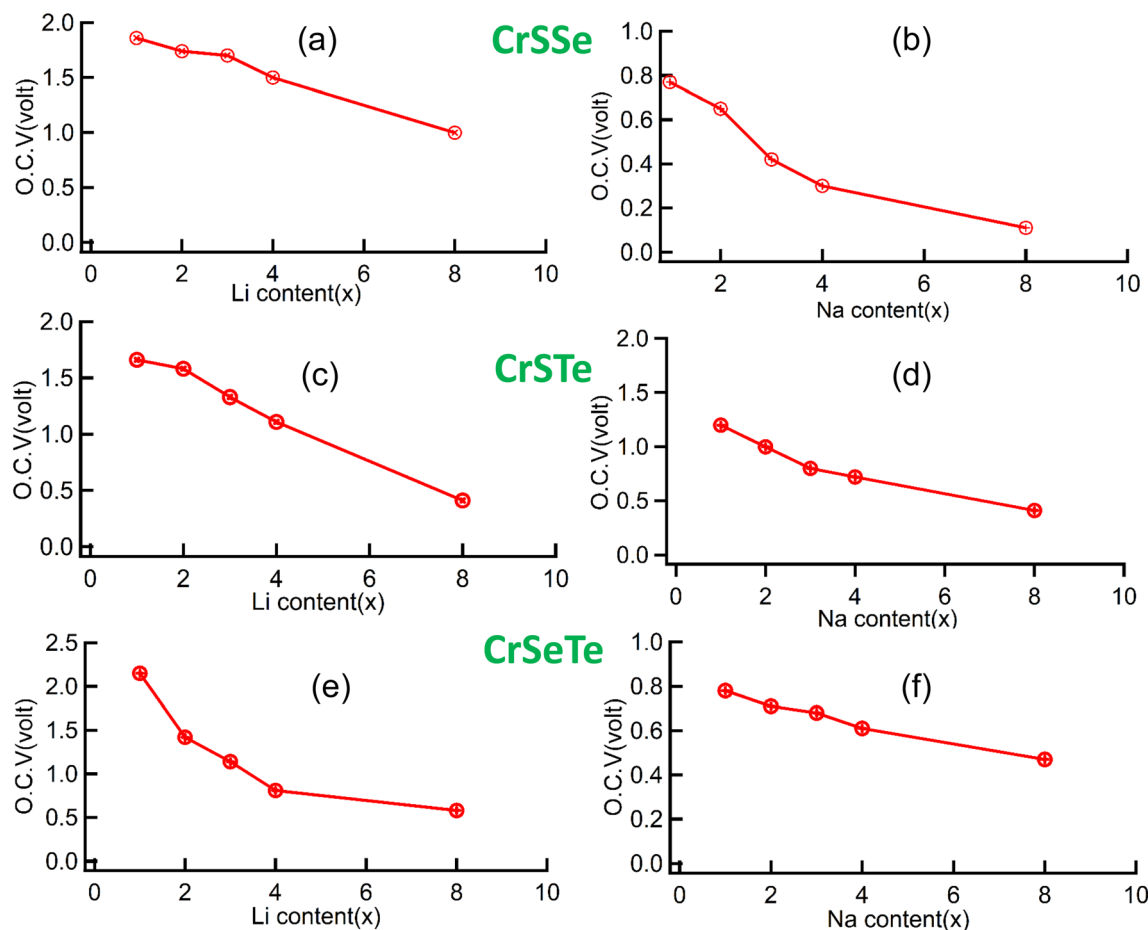 CrSSe
(a)
O.C.V(volt)
2.0
1.5
1.0
0.5
0.0
0 2 4 6 8 10
Li content(x)
(b)
O.C.V(volt)
1.0
0.8
0.6
0.4
0.2
0.0
2 4 6 8 10
Na content(x)
CrSTe
(c)
O.C.V(volt)
2.0
1.5
1.0
0.5
0.0
0 2 4 6 8 10
Li content(x)
(d)
O.C.V(volt)
2.0
1.5
1.0
0.5
0.0
0 2 4 6 8 10
Na content(x)
CrSeTe
(e)
O.C.V(volt)
2.5
2.0
1.5
1.0
0.5
0.0
0 2 4 6 8 10
Li content(x)
(f)
O.C.V(volt)
0.8
0.6
0.4
0.2
0.0
0 2 4 6 8 10
Na content(x)